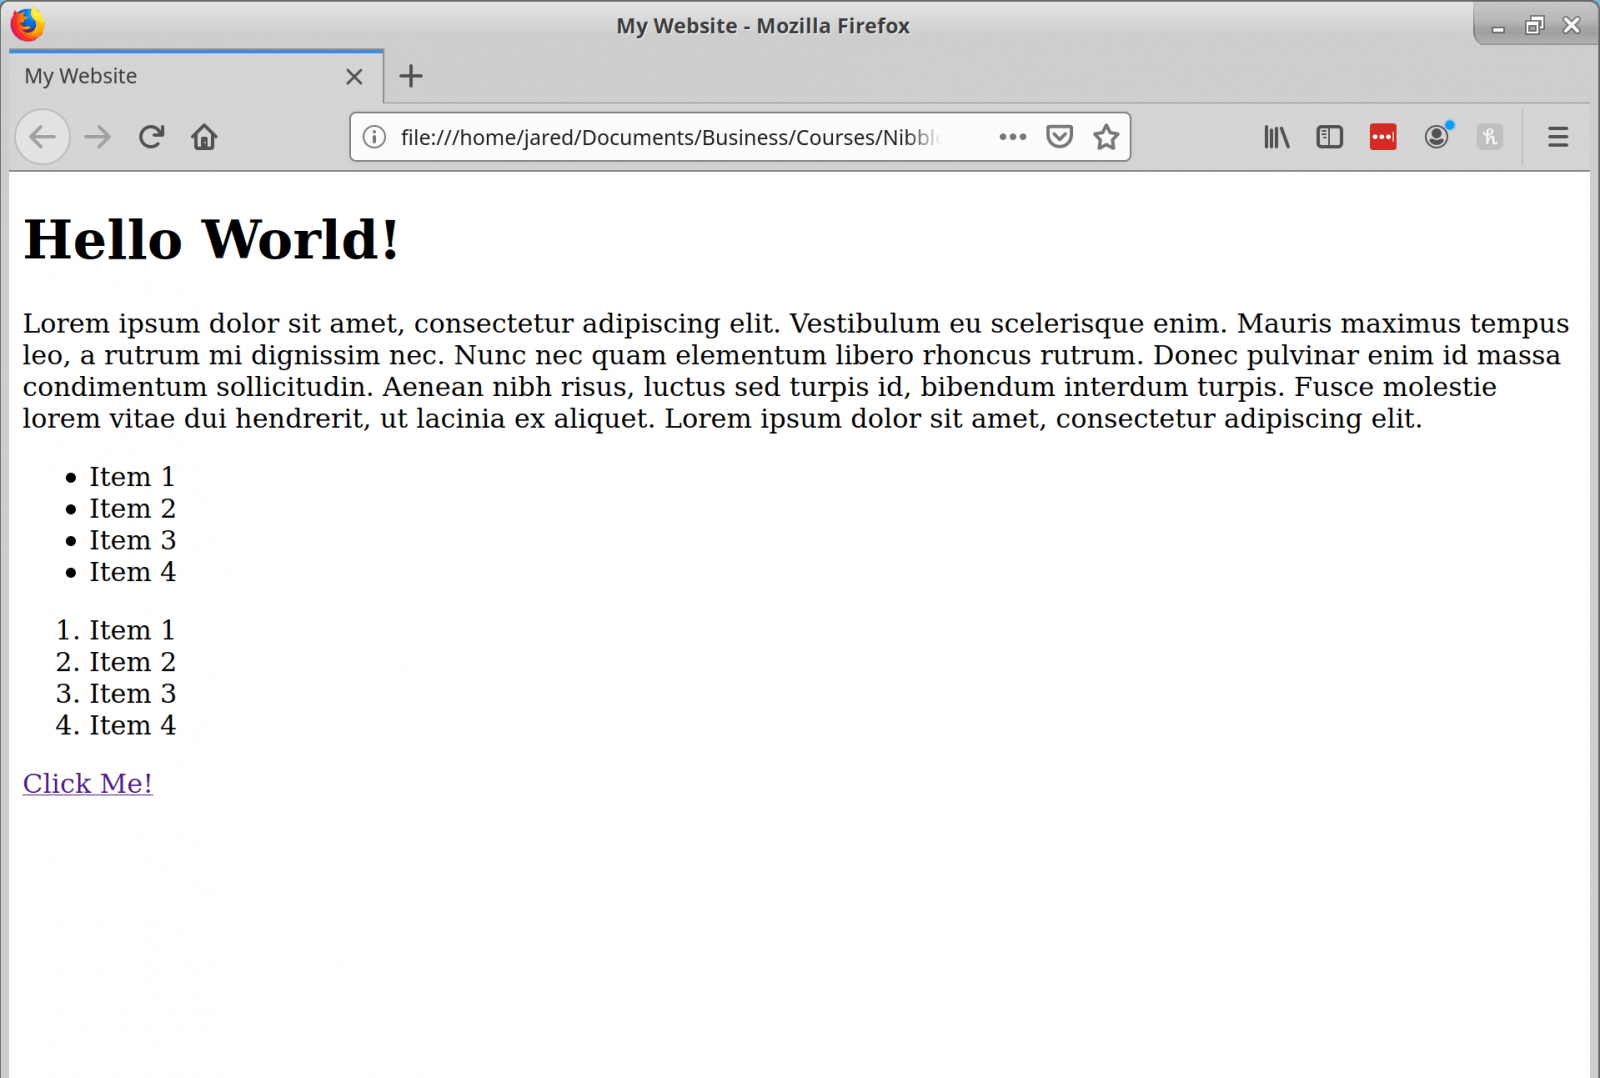 My Website - Mozilla Firefox
My Website
file:///home/jared/Documents/Business/Courses/Nibble
Hello World!
Lorem ipsum dolor sit amet, consectetur adipiscing elit. Vestibulum eu scelerisque enim. Mauris maximus tempus
leo, a rutrum mi dignissim nec. Nunc nec quam elementum libero rhoncus rutrum. Donec pulvinar enim id massa
condimentum sollicitudin. Aenean nibh risus, luctus sed turpis id, bibendum interdum turpis. Fusce molestie
lorem vitae dui hendrerit, ut lacinia ex aliquet. Lorem ipsum dolor sit amet, consectetur adipiscing elit.
• Item 1
• Item 2
• Item 3
• Item 4
1. Item 1
2. Item 2
3. Item 3
4. Item 4
Click Me!